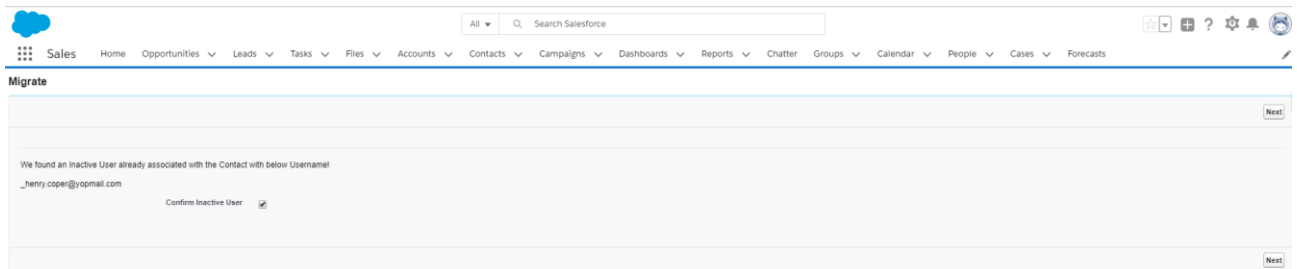 All
Search Salesforce
Sales Home Opportunities Leads Tasks Files Accounts Contacts Campaigns Dashboards Reports Chatter Groups Calendar People Cases Forecasts
Migrate
Next
We found an Inactive User already associated with the Contact with below Username!
_henry.coper@yopmail.com
Confirm Inactive User
Next